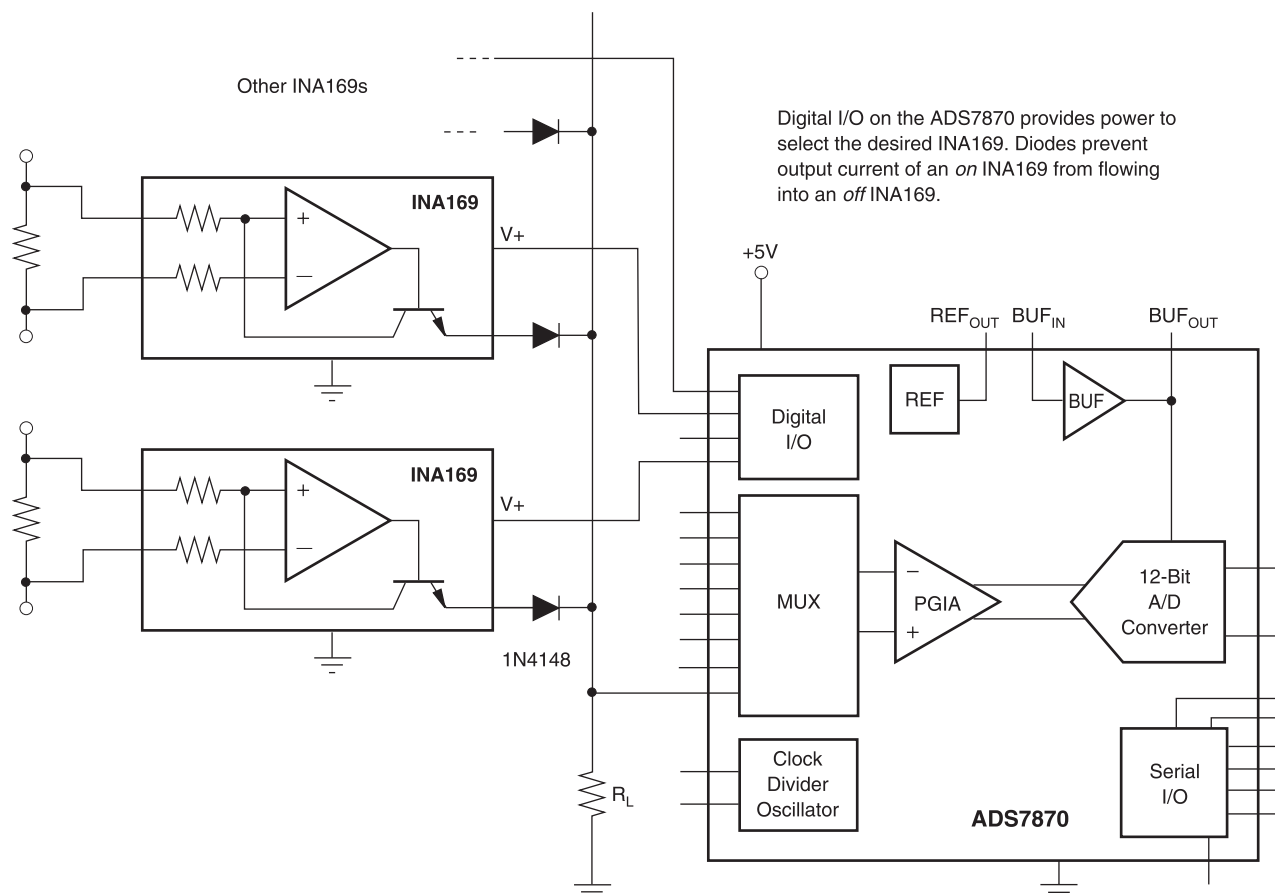 Other INA169s
Digital I/O on the ADS7870 provides power to
select the desired INA169. Diodes prevent
output current of an on INA169 from flowing
into an off INA169.
INA169
+
−
V+
+5V
REFOUT
BUFIN
BUFOUT
REF
BUF
Digital
I/O
INA169
+
−
V+
1N4148
MUX
−
PGIA
+
12-Bit
A/D
Converter
RL
Clock
Divider
Oscillator
Serial
I/O
ADS7870